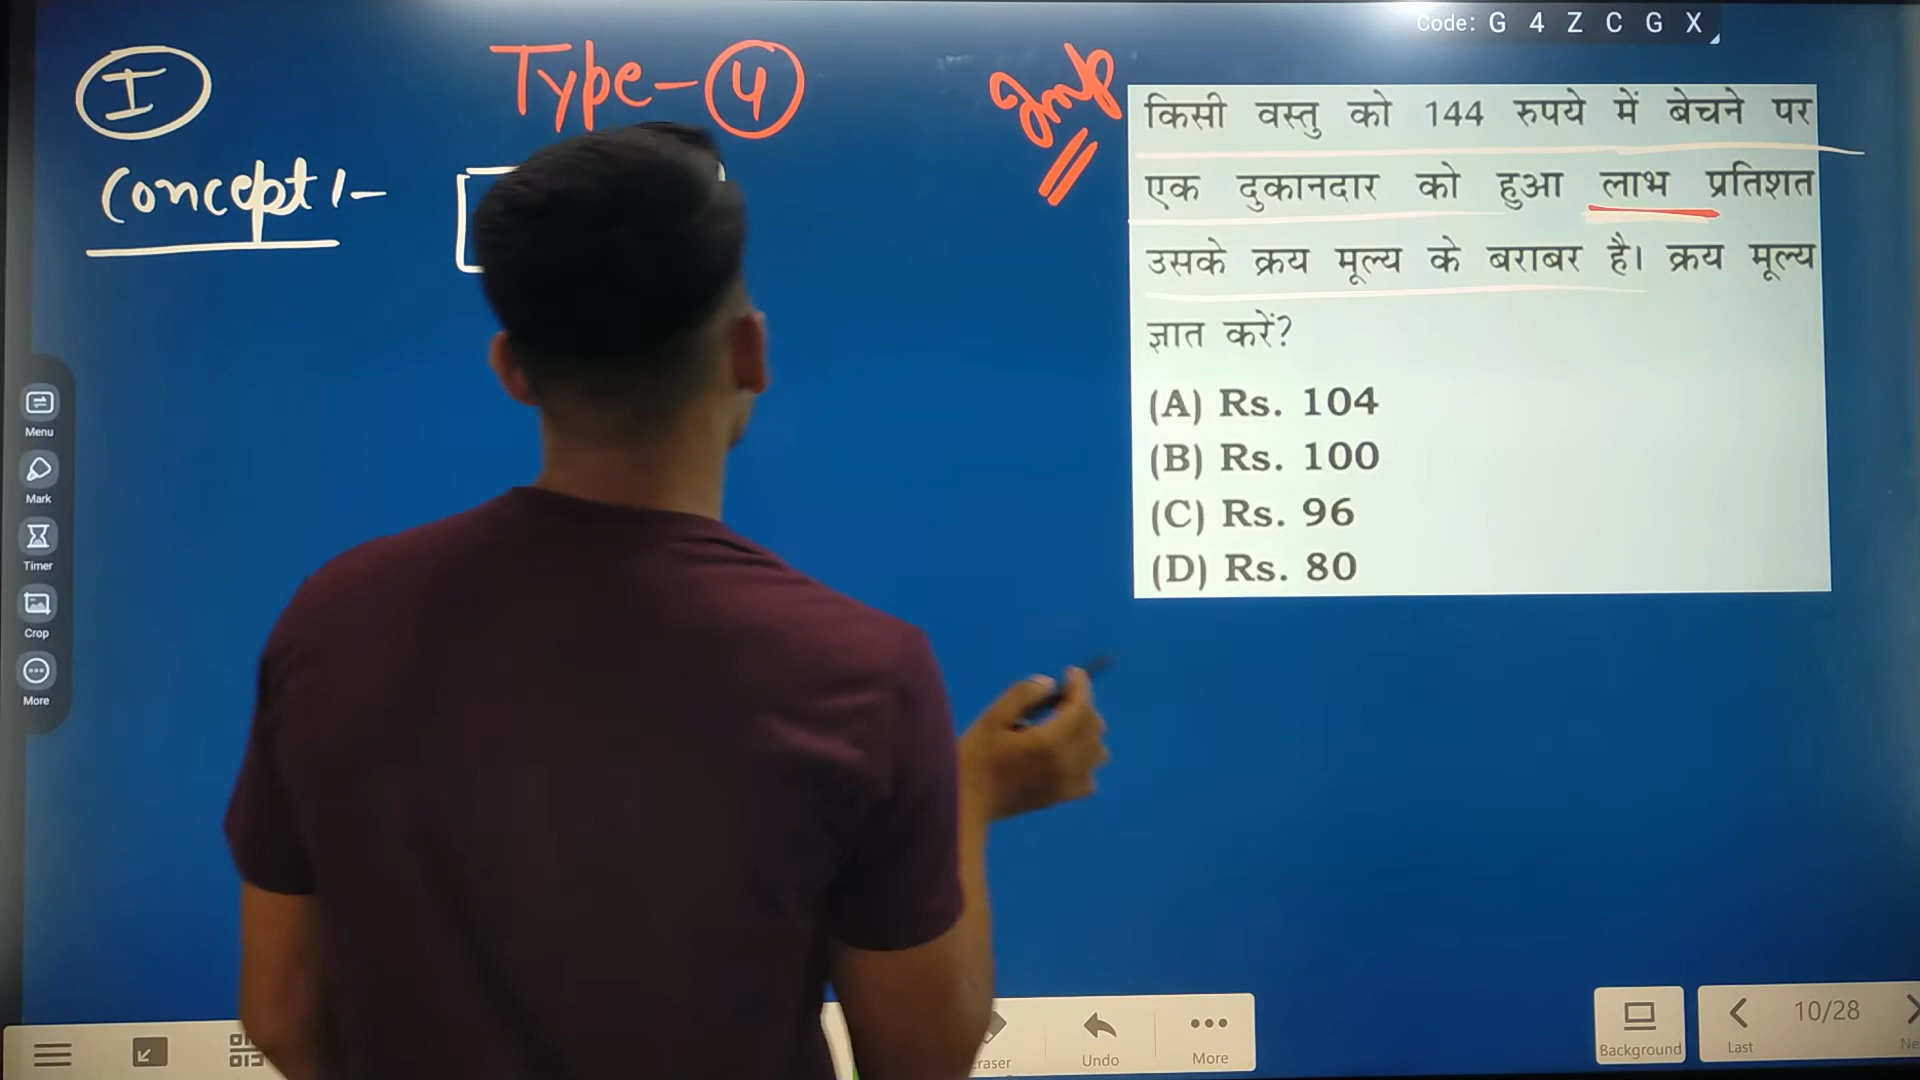 Code: G 4 Z C G X
I
Type-4
Imp
Concept 1-
किसी वस्तु को 144 रुपये में बेचने पर
एक दुकानदार को हुआ लाभ प्रतिशत
उसके क्रय मूल्य के बराबर है। क्रय मूल्य
ज्ञात करें?
(A) Rs. 104
(B) Rs. 100
(C) Rs. 96
(D) Rs. 80
Menu
Mark
Timer
Crop
More
Undo
More
Background
Last
10/28